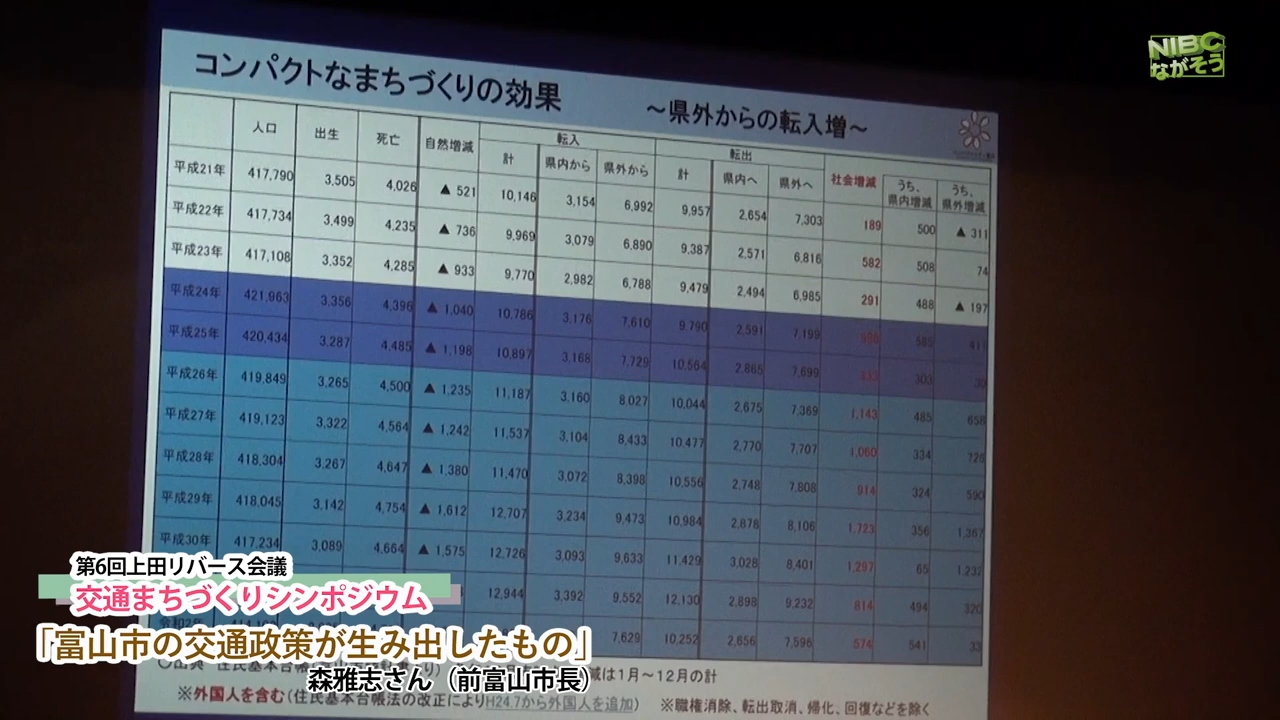 NIBC
ながそう
コンパクトなまちづくりの効果 ～県外からの転入増～
人口 出生 死亡 自然増減 転入 転出 社会増減
計 県内から 県外から 計 県内へ 県外へ うち、県内増減 うち、県外増減
平成21年 417,790 3,505 4,026 ▲ 521 10,146 3,154 6,992 9,957 2,654 7,303 189 500 ▲ 311
平成22年 417,734 3,499 4,235 ▲ 736 9,969 3,079 6,890 9,387 2,571 6,816 582 508 74
平成23年 417,108 3,352 4,285 ▲ 933 9,770 2,982 6,788 9,479 2,494 6,985 291 488 ▲ 197
平成24年 421,963 3,356 4,396 ▲ 1,040 10,786 3,176 7,610 9,790 2,591 7,199 585
平成25年 420,434 3,287 4,485 ▲ 1,198 10,897 3,168 7,729 10,564 2,865 7,699 303 30
平成26年 419,849 3,265 4,500 ▲ 1,235 11,187 3,160 8,027 10,044 2,675 7,369 1,143 485 658
平成27年 419,123 3,322 4,564 ▲ 1,242 11,537 3,104 8,433 10,477 2,770 7,707 1,060 334 726
平成28年 418,304 3,267 4,647 ▲ 1,380 11,470 3,072 8,398 10,556 2,748 7,808 914 324 590
平成29年 418,045 3,142 4,754 ▲ 1,612 12,707 3,234 9,473 10,984 2,878 8,106 1,723 356 1,367
平成30年 417,234 3,089 4,664 ▲ 1,575 12,726 3,093 9,633 11,429 3,028 8,401 1,297 65 1,232
12,944 3,392 9,552 12,130 2,898 9,232 814 494 320
令和2年 7,629 10,252 2,656 7,596 574 541 33
第6回上田リバース会議
交通まちづくりシンポジウム
「富山市の交通政策が生み出したもの」
森雅志さん（前富山市長）
減は1月～12月の計
※外国人を含む(住民基本台帳法の改正によりH24.7から外国人を追加) ※職権消除、転出取消、帰化、回復などを除く